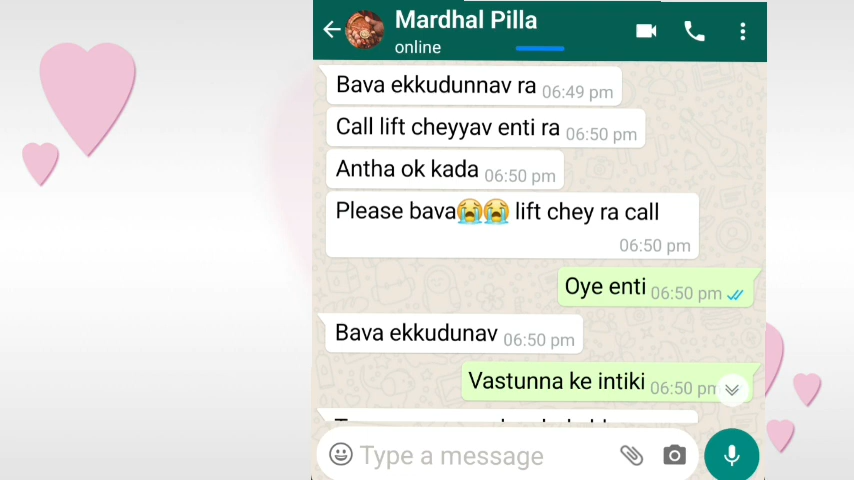 Mardhal Pilla
online
Bava ekkudunnav ra 06:49 pm
Call lift cheyyav enti ra 06:50 pm
Antha ok kada 06:50 pm
Please bava😭😭 lift chey ra call
06:50 pm
Oye enti 06:50 pm
Bava ekkudunav 06:50 pm
Vastunna ke intiki 06:50 pm
Type a message